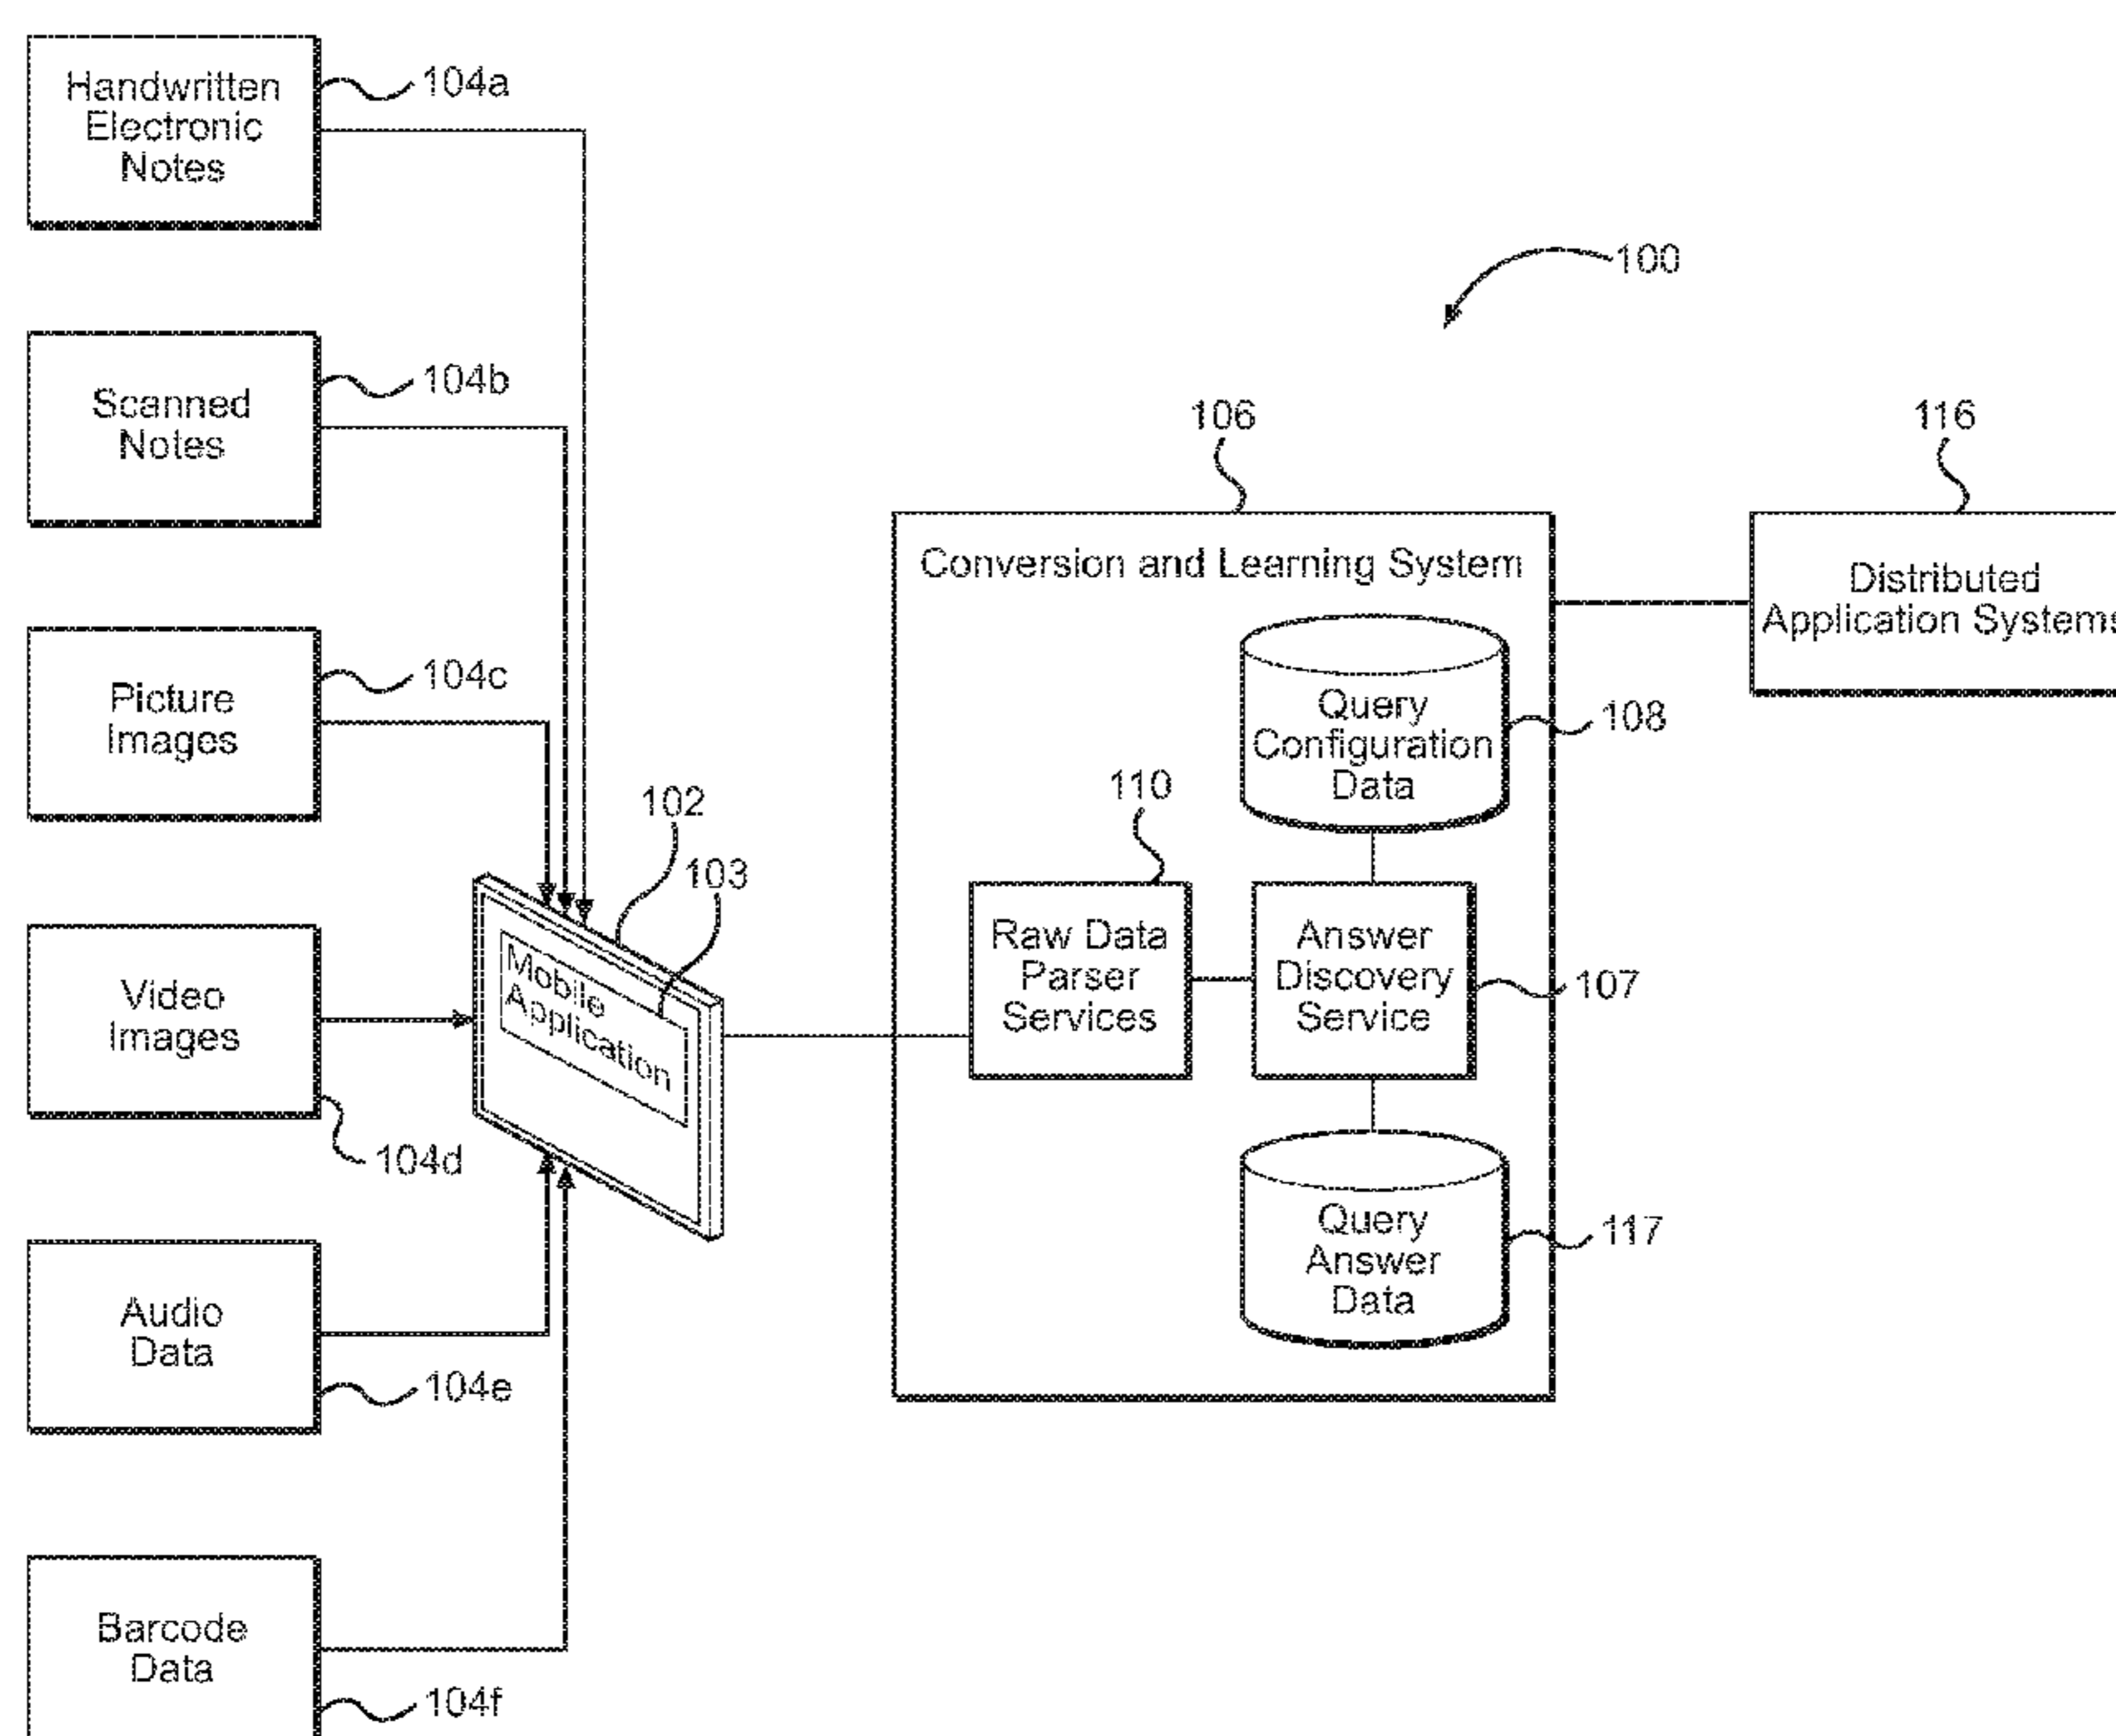 Handwritten
Electronic
Notes
104a
100
Scanned
Notes
104b
106
116
Conversion and Learning System
Distributed
Application Systems
Picture
Images
104c
Query
Configuration
Data
108
110
102
103
Raw Data
Parser
Services
Answer
Discovery
Service
107
Mobile
Application
Video
Images
104d
Query
Answer
Data
117
Audio
Data
104e
Barcode
Data
104f